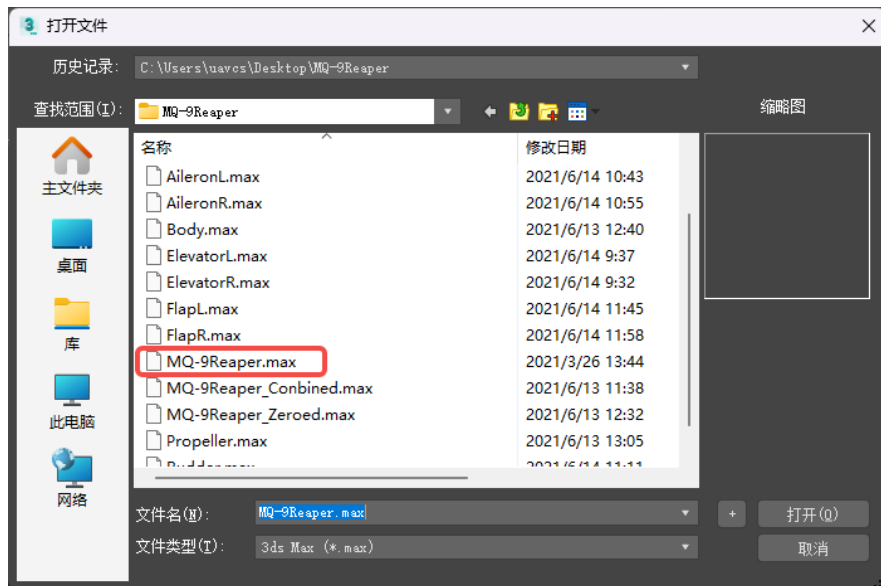 打开文件
历史记录: C:\Users\uavcs\Desktop\MQ-9Reaper
查找范围(I): MQ-9Reaper
缩略图
名称 修改日期
AileronL.max 2021/6/14 10:43
AileronR.max 2021/6/14 10:55
Body.max 2021/6/13 12:40
ElevatorL.max 2021/6/14 9:37
ElevatorR.max 2021/6/14 9:32
FlapL.max 2021/6/14 11:45
FlapR.max 2021/6/14 11:58
MQ-9Reaper.max 2021/3/26 13:44
MQ-9Reaper_Conbined.max 2021/6/13 11:38
MQ-9Reaper_Zeroed.max 2021/6/13 12:32
Propeller.max 2021/6/13 13:05
主文件夹
桌面
库
此电脑
网络
文件名(N): MQ-9Reaper.max + 打开(O)
文件类型(T): 3ds Max (*.max) 取消